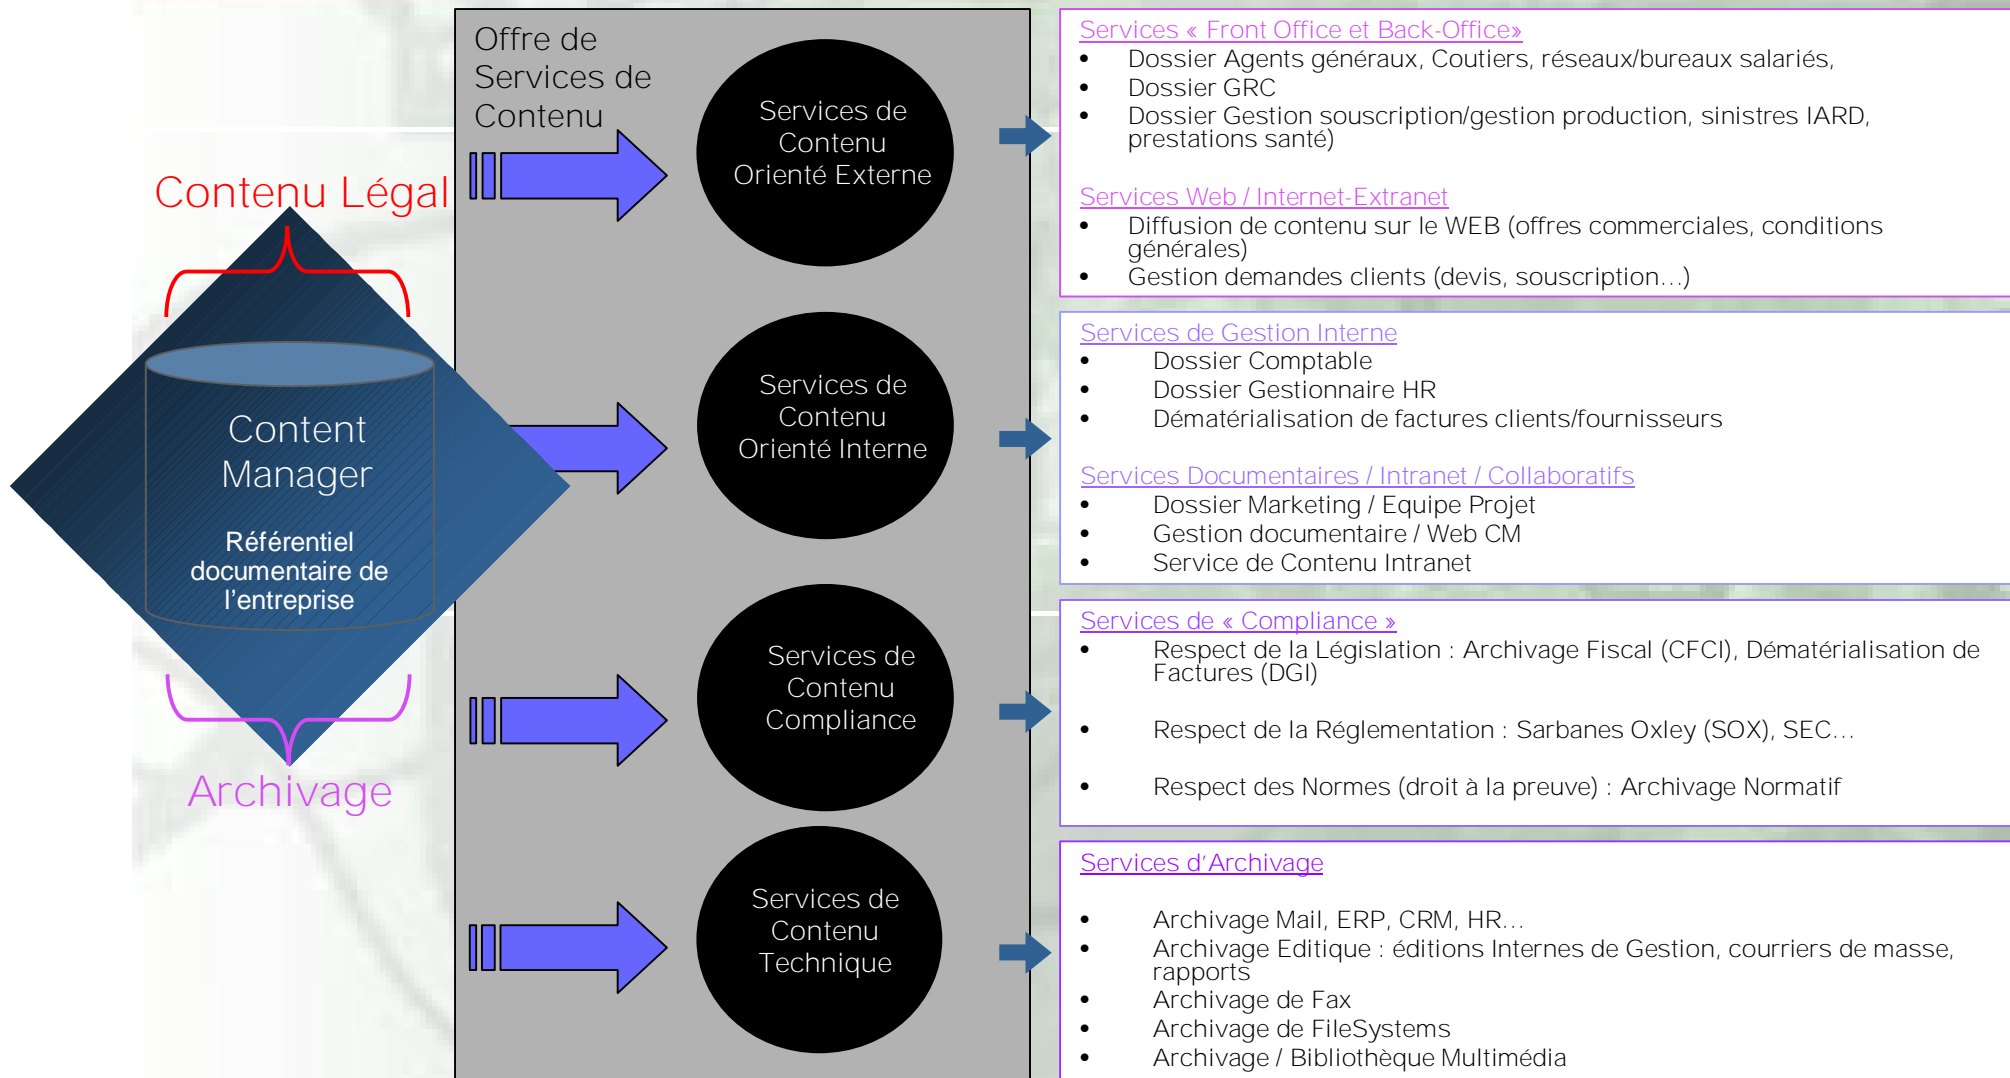 Contenu Légal
Content
Manager
Référentiel
documentaire de
l’entreprise
Archivage
Offre de
Services de
Contenu
Services de
Contenu
Orienté Externe
Services de
Contenu
Orienté Interne
Services de
Contenu
Compliance
Services de
Contenu
Technique
Services « Front Office et Back-Office»
• Dossier Agents généraux, Coutiers, réseaux/bureaux salariés,
• Dossier GRC
• Dossier Gestion souscription/gestion production, sinistres IARD,
prestations santé)
Services Web / Internet-Extranet
• Diffusion de contenu sur le WEB (offres commerciales, conditions
générales)
• Gestion demandes clients (devis, souscription…)
Services de Gestion Interne
• Dossier Comptable
• Dossier Gestionnaire HR
• Dématérialisation de factures clients/fournisseurs
Services Documentaires / Intranet / Collaboratifs
• Dossier Marketing / Equipe Projet
• Gestion documentaire / Web CM
• Service de Contenu Intranet
Services de « Compliance »
• Respect de la Législation : Archivage Fiscal (CFCI), Dématérialisation de
Factures (DGI)
• Respect de la Réglementation : Sarbanes Oxley (SOX), SEC…
• Respect des Normes (droit à la preuve) : Archivage Normatif
Services d’Archivage
• Archivage Mail, ERP, CRM, HR…
• Archivage Editique : éditions Internes de Gestion, courriers de masse,
rapports
• Archivage de Fax
• Archivage de FileSystems
• Archivage / Bibliothèque Multimédia